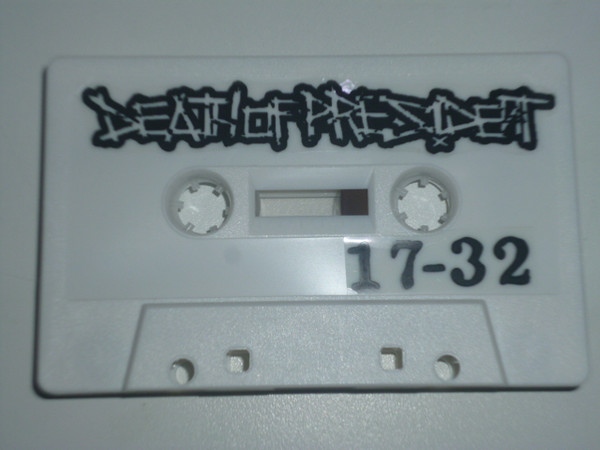 DEATH OF PRESIDENT
17-32